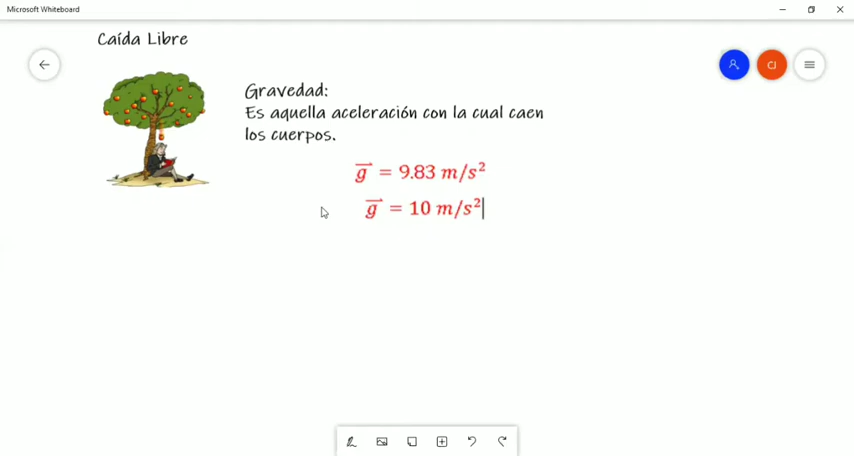 Microsoft Whiteboard
Caída Libre
Gravedad:
Es aquella aceleración con la cual caen
los cuerpos.
g⃗ = 9.83 m/s²
g⃗ = 10 m/s²
CJ